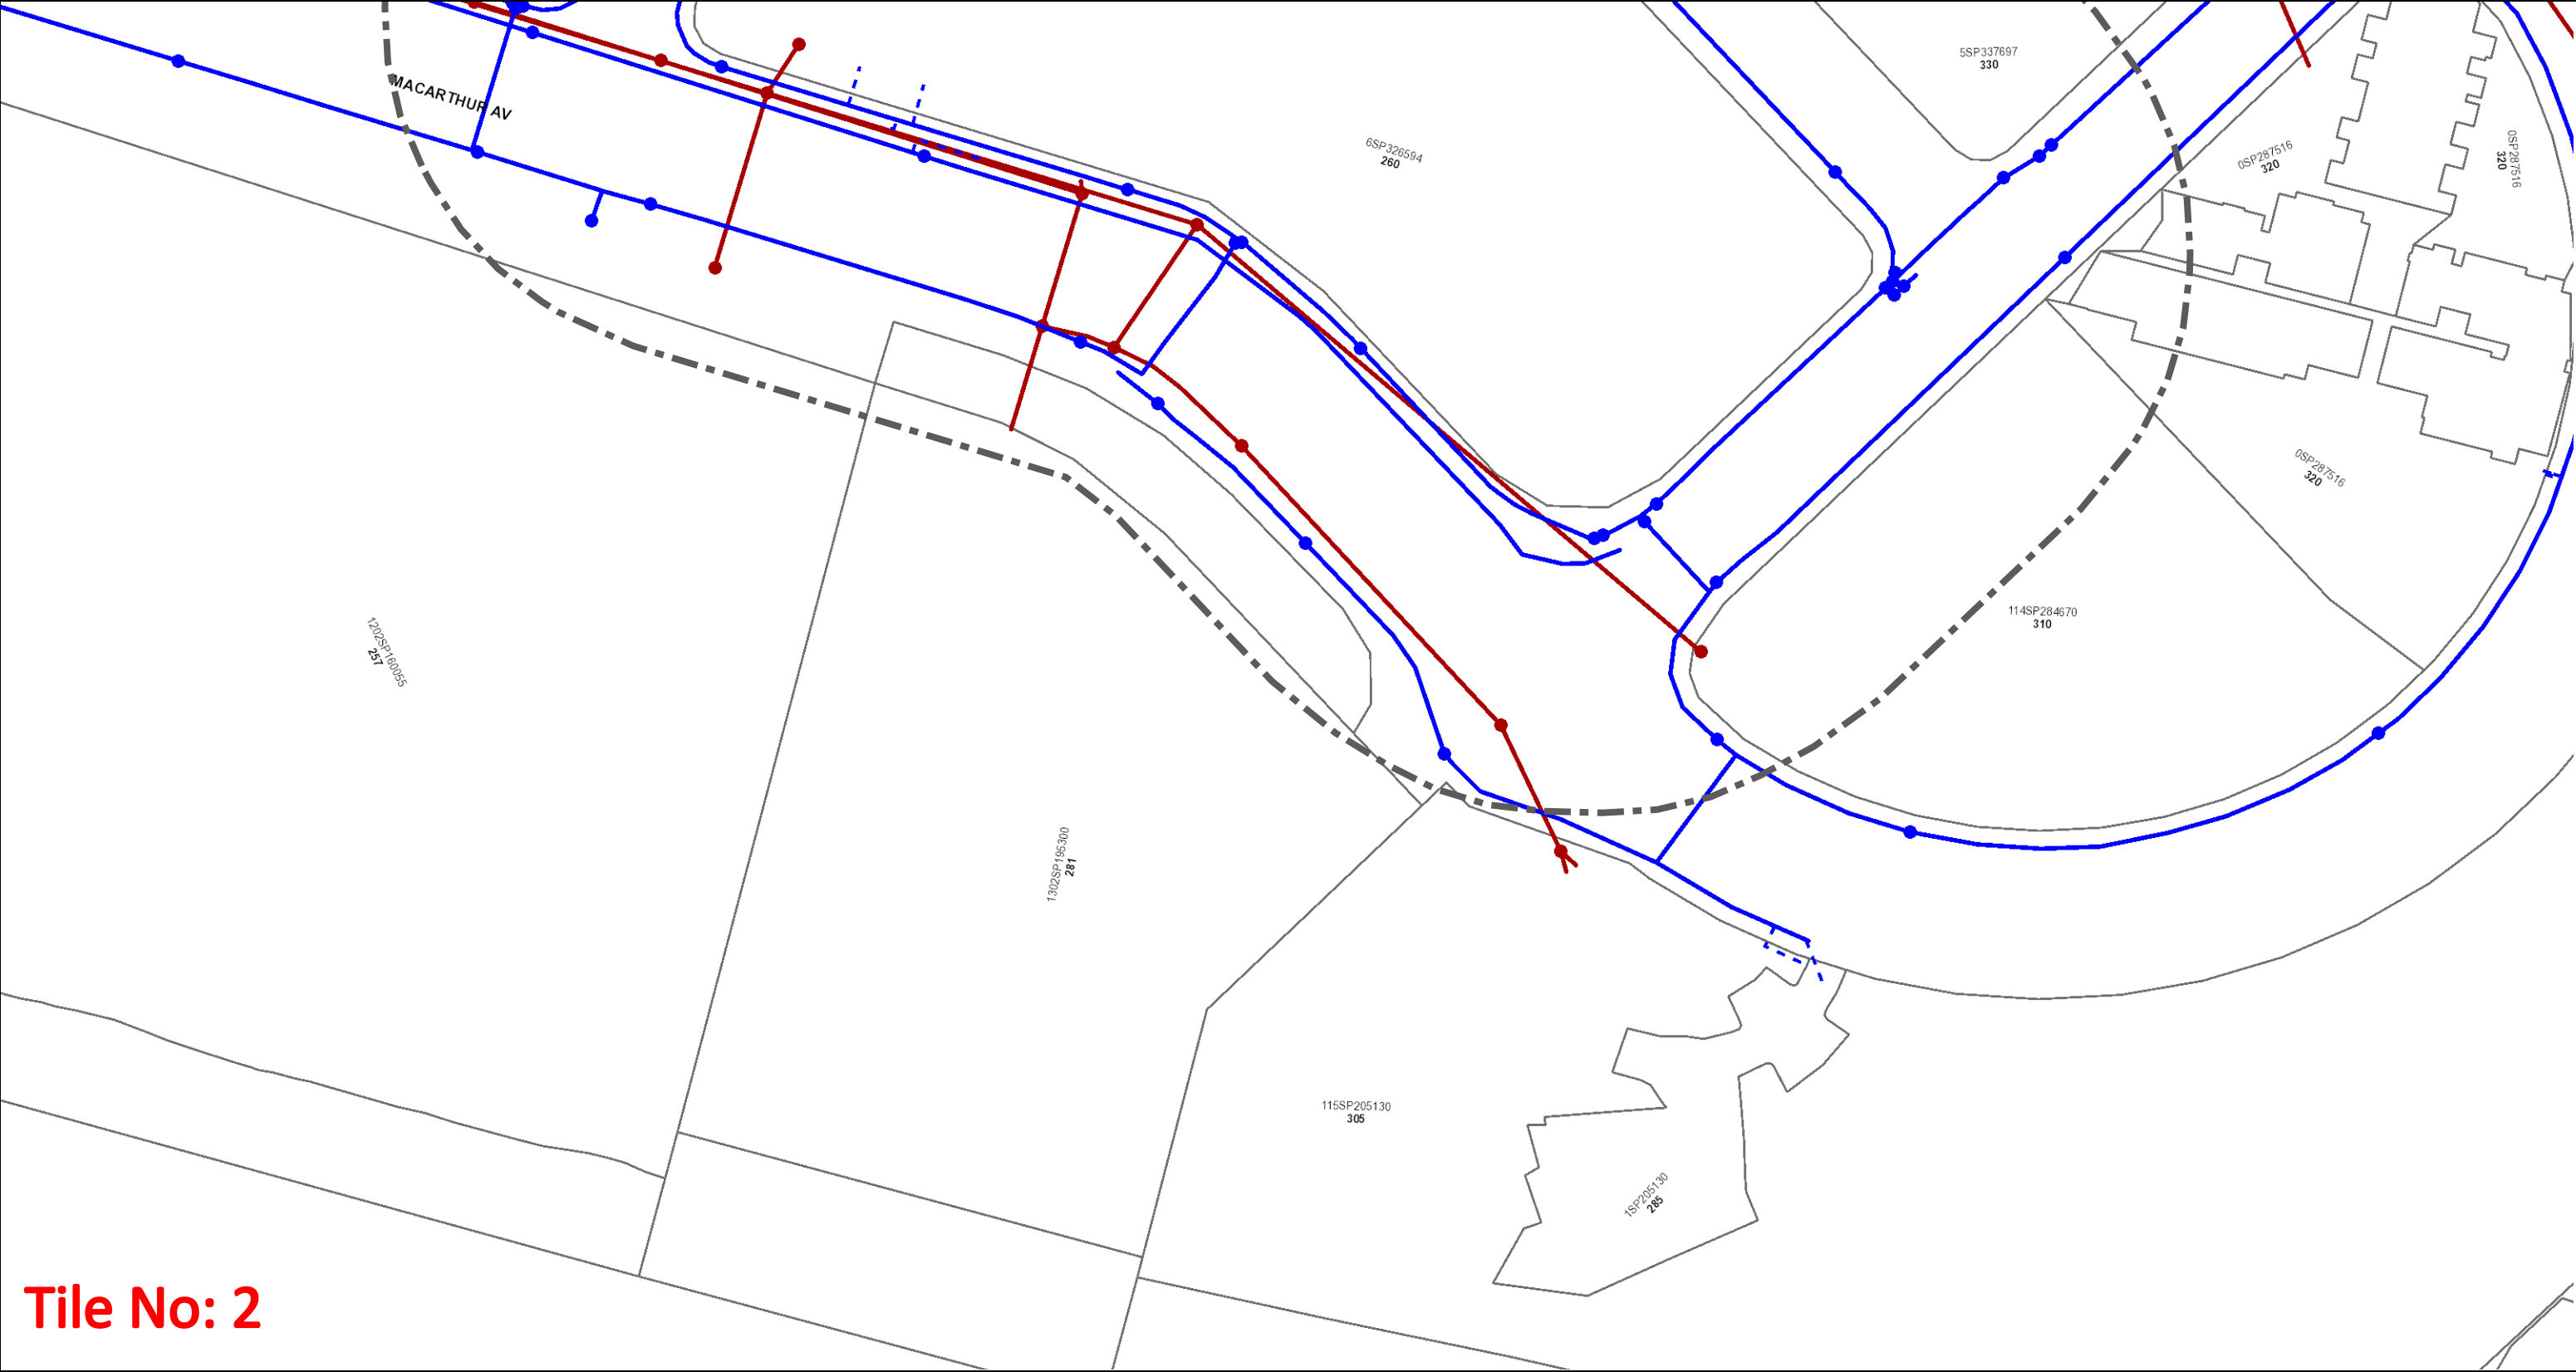 MACARTHUR AV
5SP337697
330
6SP326594
260
0SP287516
320
0SP287516
320
0SP287516
320
114SP284670
310
1202SP160055
257
1302SP195300
281
115SP205130
305
1SP205130
285
Tile No: 2